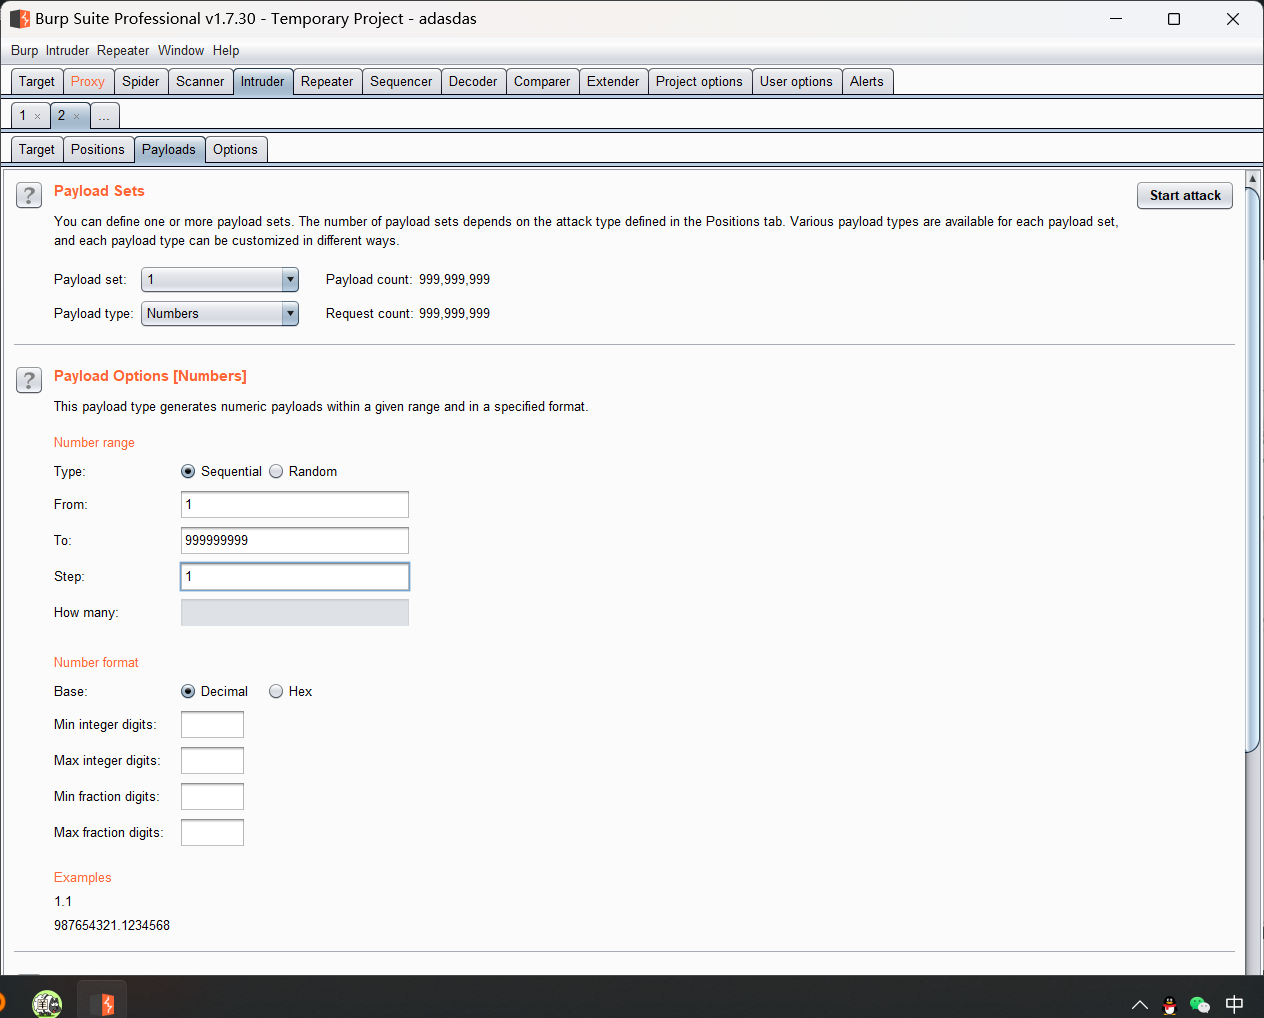 Burp Suite Professional v1.7.30 - Temporary Project - adasdas
Burp Intruder Repeater Window Help
Target Proxy Spider Scanner Intruder Repeater Sequencer Decoder Comparer Extender Project options User options Alerts
1 × 2 × ...
Target Positions Payloads Options
? Payload Sets
Start attack
You can define one or more payload sets. The number of payload sets depends on the attack type defined in the Positions tab. Various payload types are available for each payload set,
and each payload type can be customized in different ways.
Payload set: 1 Payload count: 999,999,999
Payload type: Numbers Request count: 999,999,999
? Payload Options [Numbers]
This payload type generates numeric payloads within a given range and in a specified format.
Number range
Type: Sequential Random
From: 1
To: 999999999
Step: 1
How many:
Number format
Base: Decimal Hex
Min integer digits:
Max integer digits:
Min fraction digits:
Max fraction digits:
Examples
1.1
987654321.1234568
中